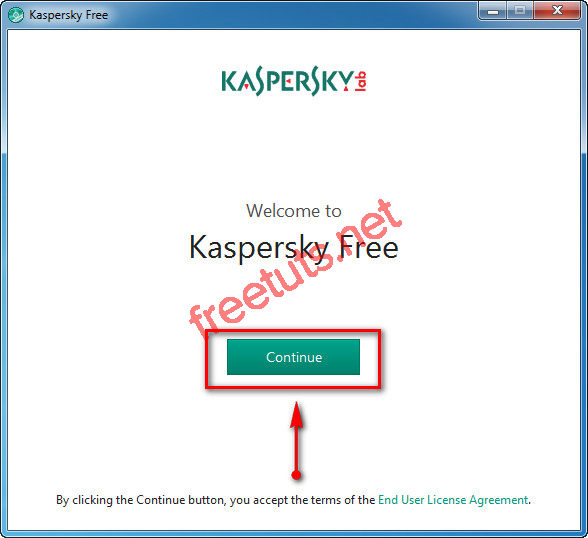 Kaspersky Free
KASPERSKY lab
Welcome to
Kaspersky Free
freetuts.net
Continue
By clicking the Continue button, you accept the terms of the End User License Agreement.